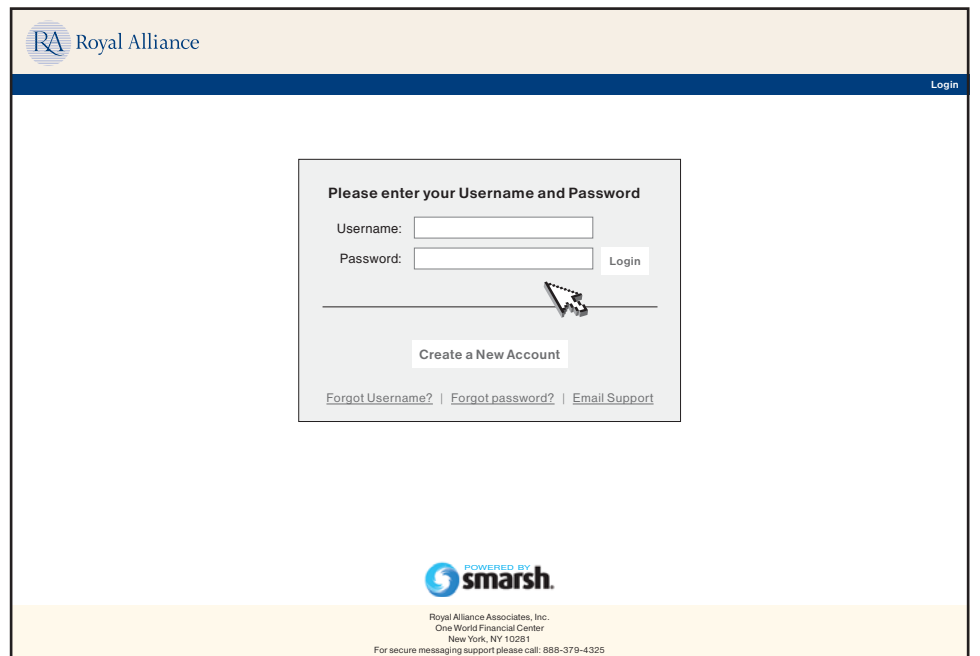 RA Royal Alliance
Login
Please enter your Username and Password
Username:
Password:
Login
Create a New Account
Forgot Username? | Forgot password? | Email Support
POWERED BY
smarsh.
Royal Alliance Associates, Inc.
One World Financial Center
New York, NY 10281
For secure messaging support please call: 888-379-4325